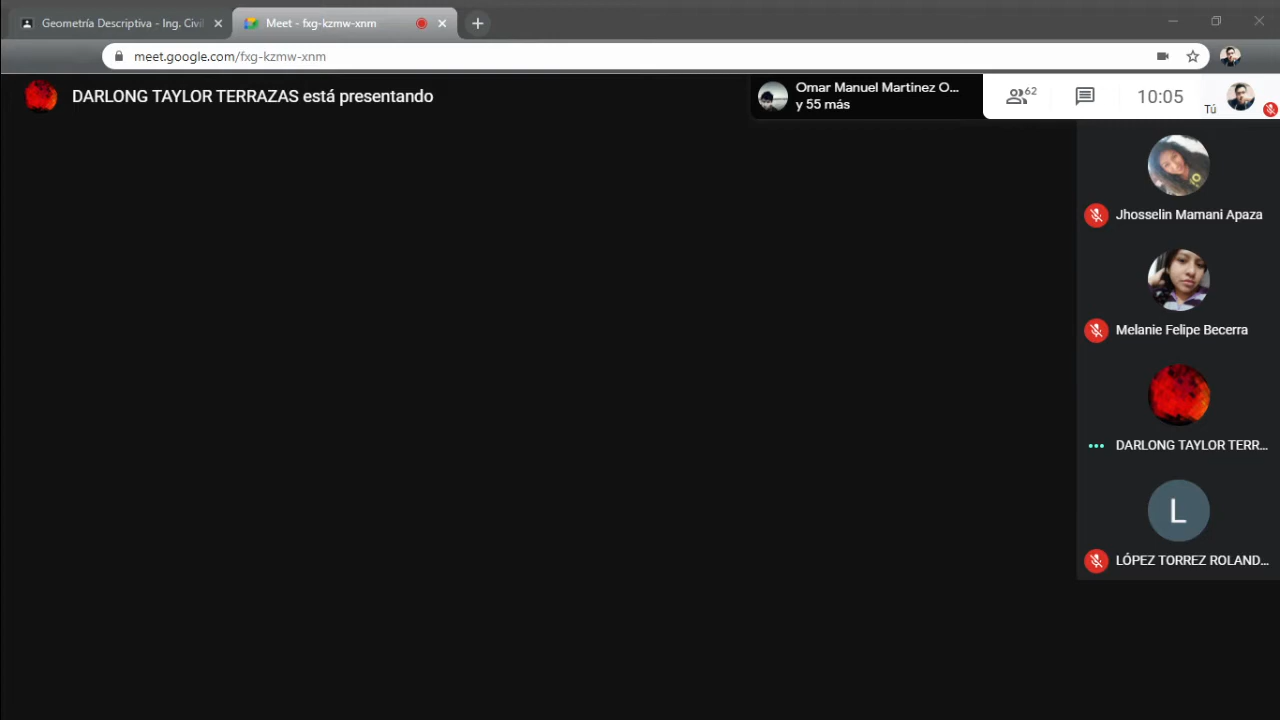 Geometría Descriptiva - Ing. Civil
Meet - fxg-kzmw-xnm
meet.google.com/fxg-kzmw-xnm
DARLONG TAYLOR TERRAZAS está presentando
Omar Manuel Martinez O...
y 55 más
62
10:05
Tú
Jhosselin Mamani Apaza
Melanie Felipe Becerra
DARLONG TAYLOR TERR...
L
LÓPEZ TORREZ ROLAND...